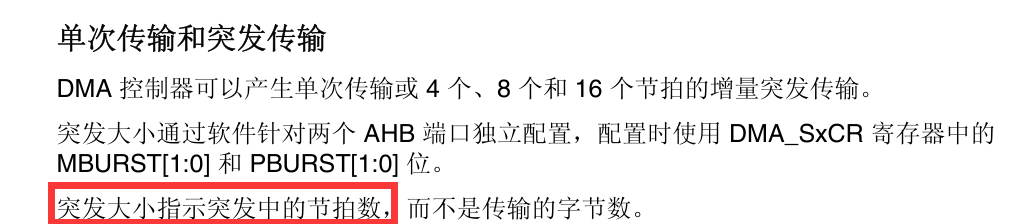 单次传输和突发传输
DMA 控制器可以产生单次传输或 4 个、8 个和 16 个节拍的增量突发传输。
突发大小通过软件针对两个 AHB 端口独立配置，配置时使用 DMA_SxCR 寄存器中的
MBURST[1:0] 和 PBURST[1:0] 位。
突发大小指示突发中的节拍数，而不是传输的字节数。